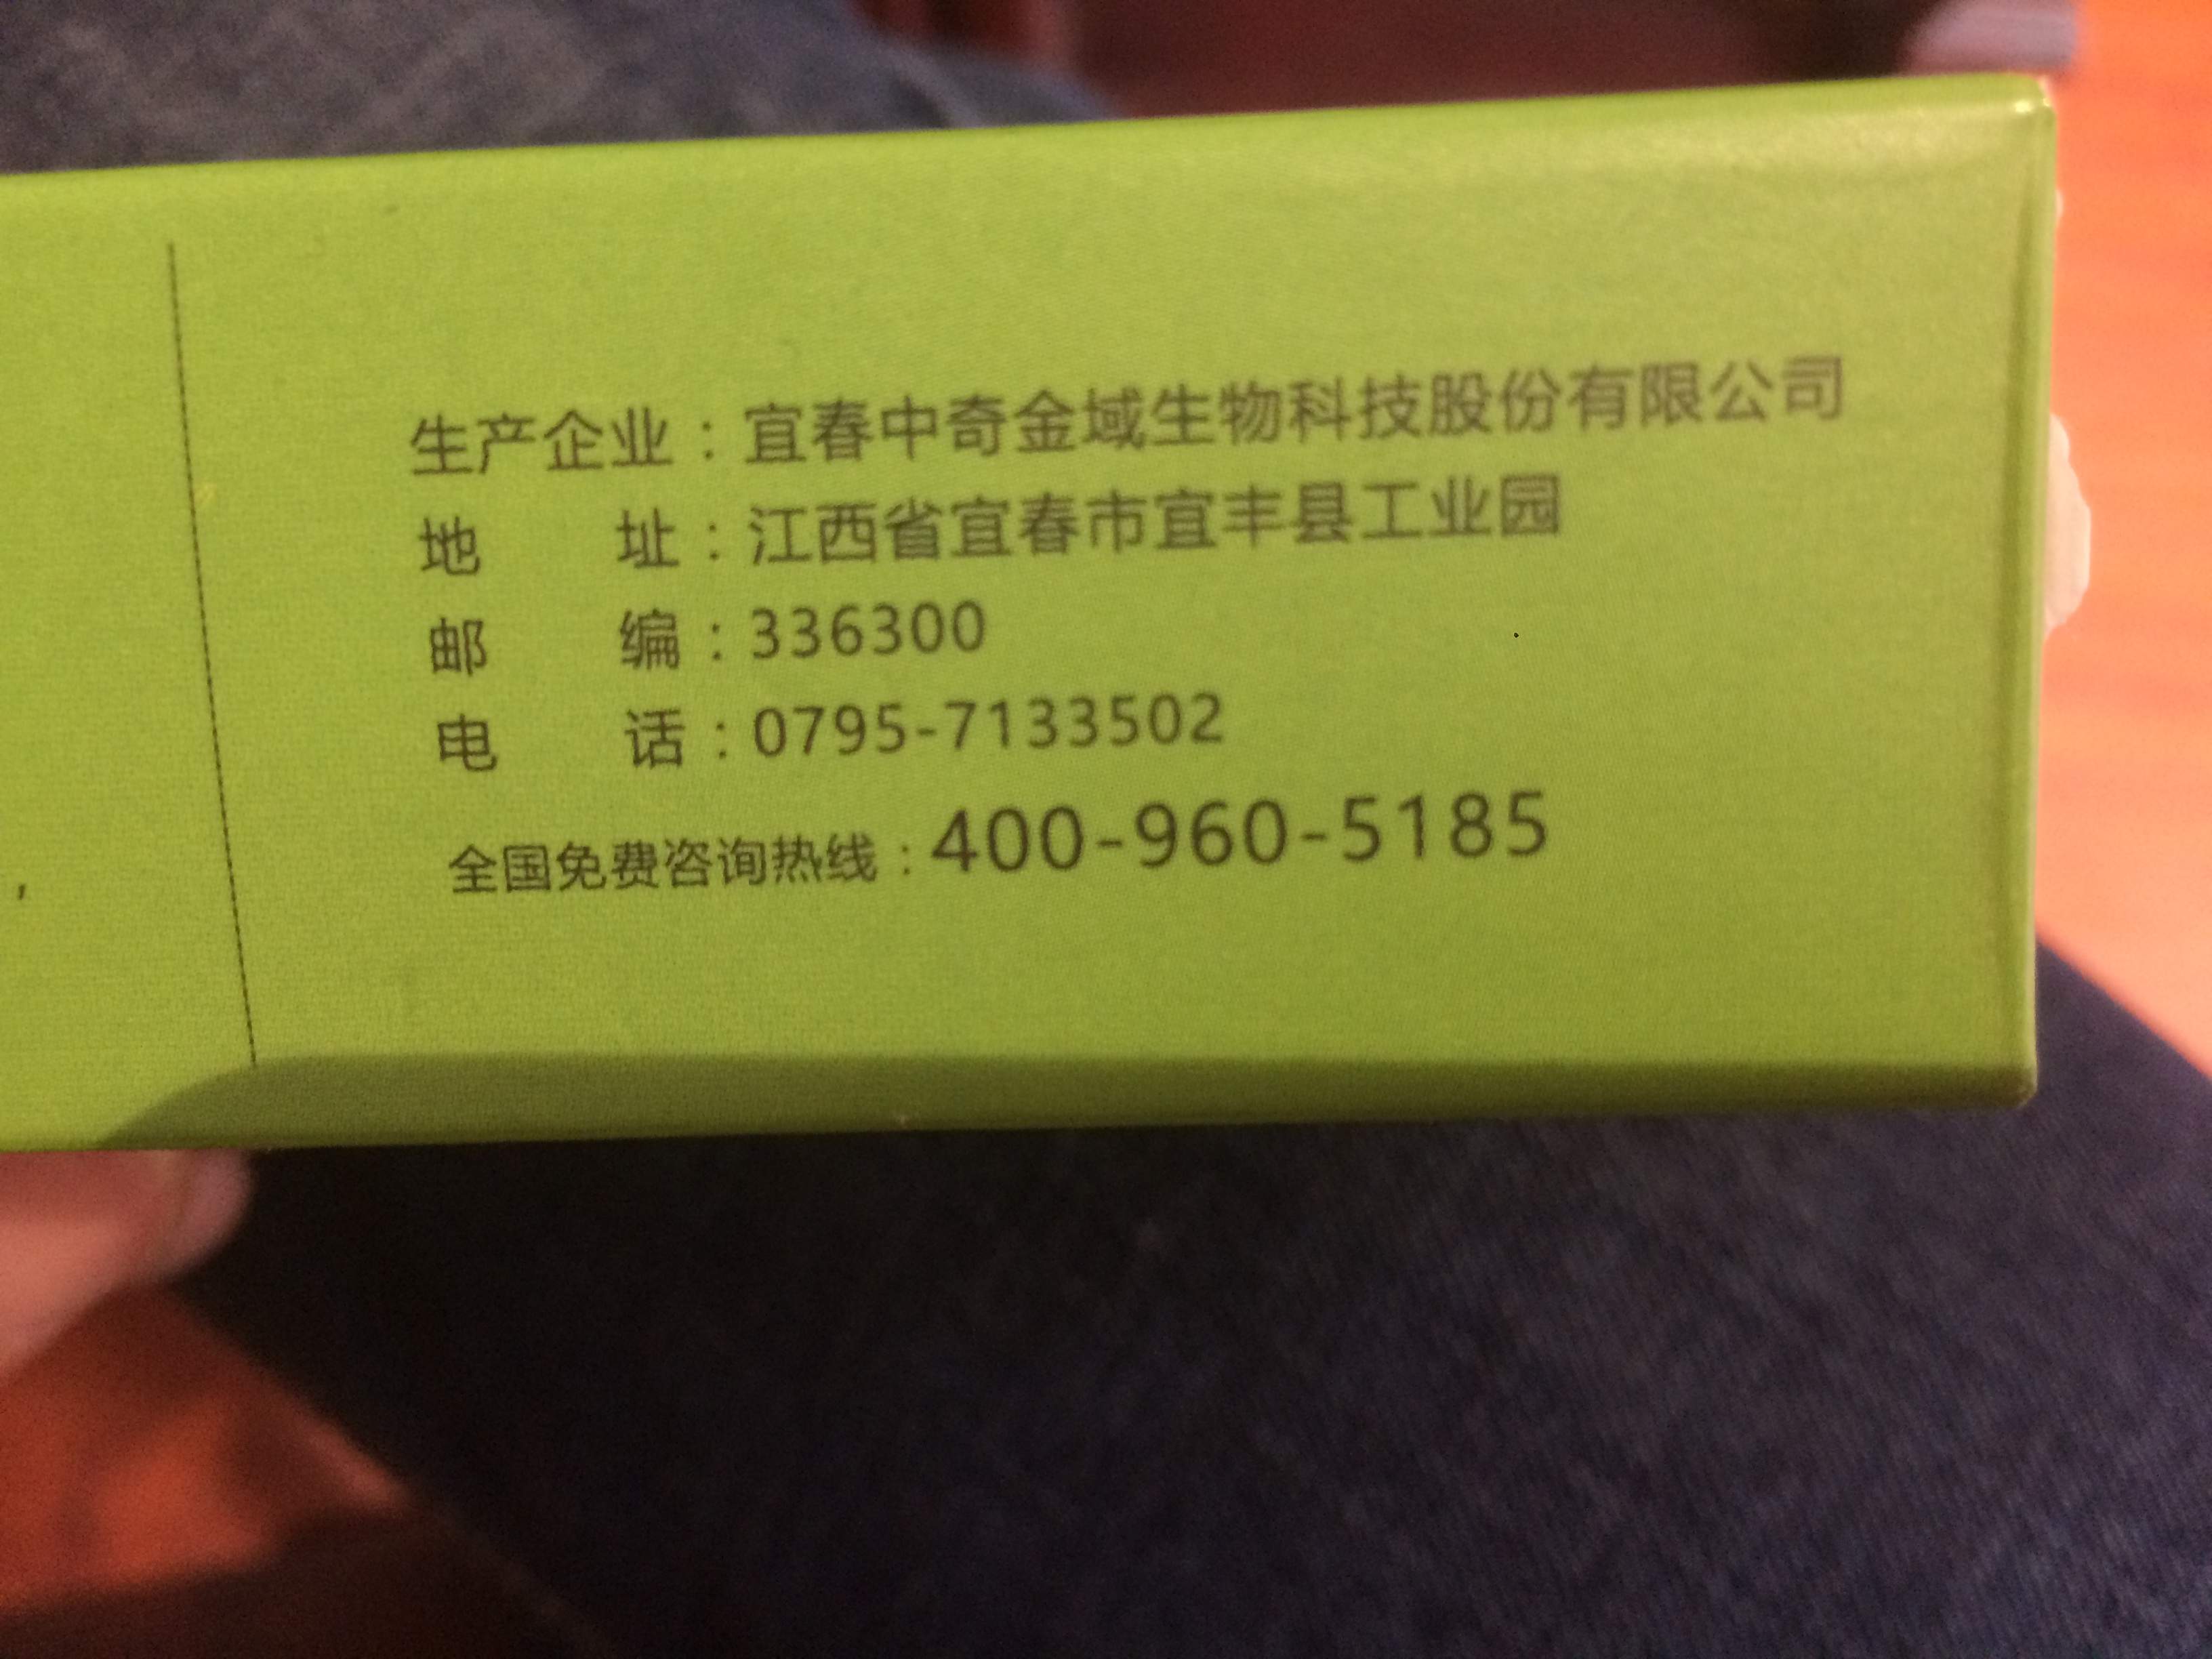 生产企业：宜春中奇金域生物科技股份有限公司
地 址：江西省宜春市宜丰县工业园
邮 编：336300
电 话：0795-7133502
全国免费咨询热线：400-960-5185